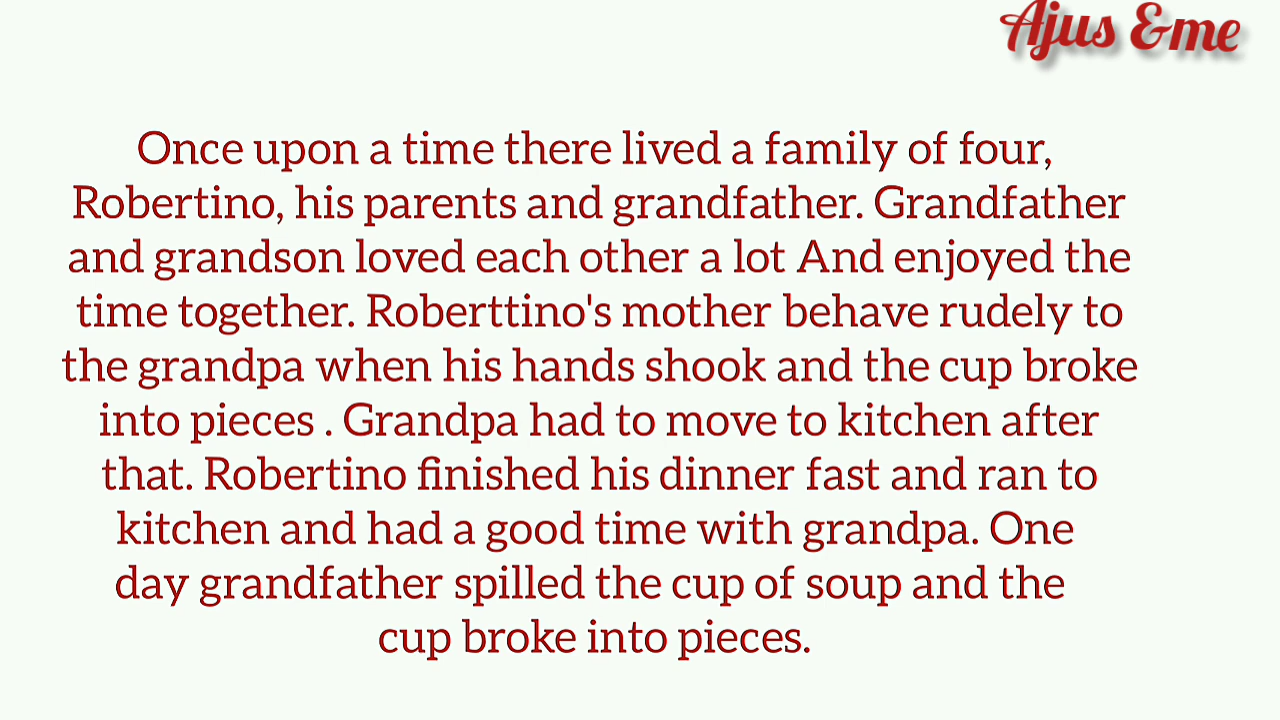 Ajus &me
Once upon a time there lived a family of four,
Robertino, his parents and grandfather. Grandfather
and grandson loved each other a lot And enjoyed the
time together. Roberttino's mother behave rudely to
the grandpa when his hands shook and the cup broke
into pieces . Grandpa had to move to kitchen after
that. Robertino finished his dinner fast and ran to
kitchen and had a good time with grandpa. One
day grandfather spilled the cup of soup and the
cup broke into pieces.